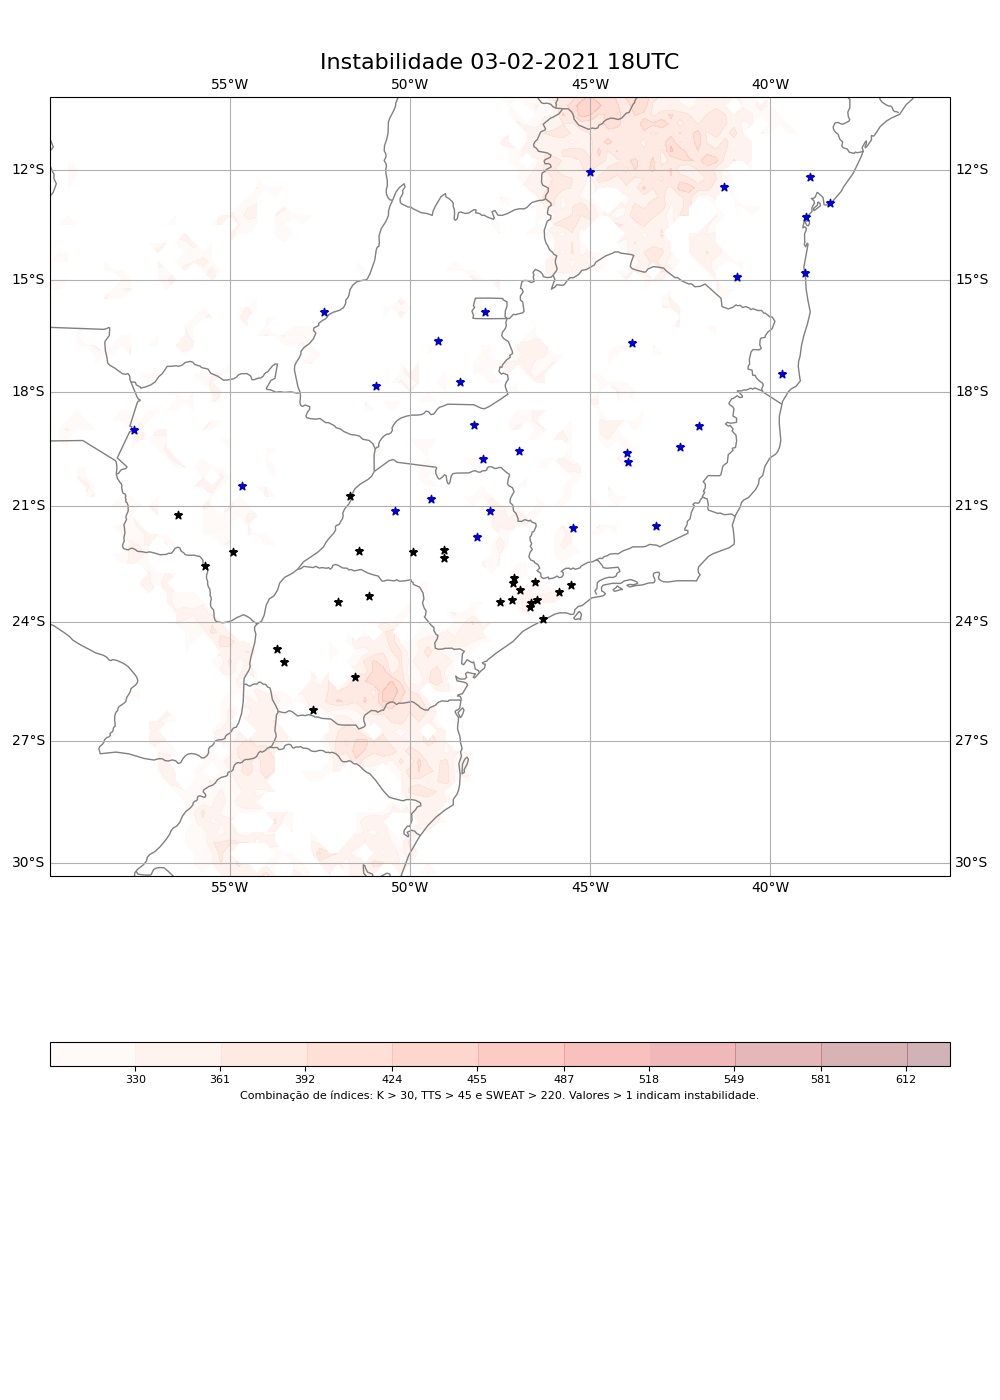 Instabilidade 03-02-2021 18UTC
55°W 50°W 45°W 40°W
12°S 12°S
15°S 15°S
18°S 18°S
21°S 21°S
24°S 24°S
27°S 27°S
30°S 30°S
55°W 50°W 45°W 40°W
330 361 392 424 455 487 518 549 581 612
Combinação de índices: K > 30, TTS > 45 e SWEAT > 220. Valores > 1 indicam instabilidade.